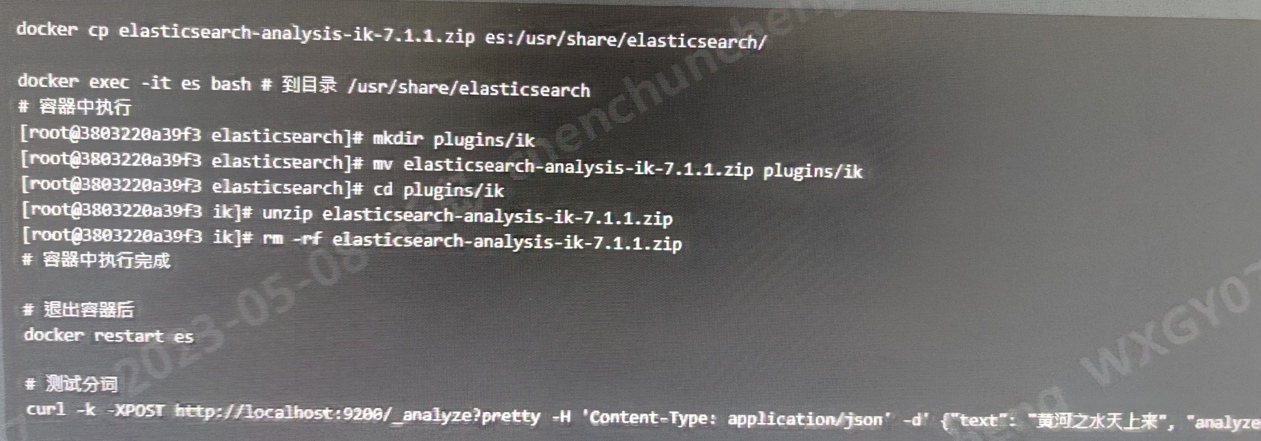 docker cp elasticsearch-analysis-ik-7.1.1.zip es:/usr/share/elasticsearch/
docker exec -it es bash # 到目录 /usr/share/elasticsearch
# 容器中执行
[root@3803220a39f3 elasticsearch]# mkdir plugins/ik
[root@3803220a39f3 elasticsearch]# mv elasticsearch-analysis-ik-7.1.1.zip plugins/ik
[root@3803220a39f3 elasticsearch]# cd plugins/ik
[root@3803220a39f3 ik]# unzip elasticsearch-analysis-ik-7.1.1.zip
[root@3803220a39f3 ik]# rm -rf elasticsearch-analysis-ik-7.1.1.zip
# 容器中执行完成
# 退出容器后
docker restart es
# 测试分词
curl -k -XPOST http://localhost:9200/_analyze?pretty -H 'Content-Type: application/json' -d' {"text": "黄河之水天上来", "analyze
chenchuncheng
2023-05-08
WXGY07